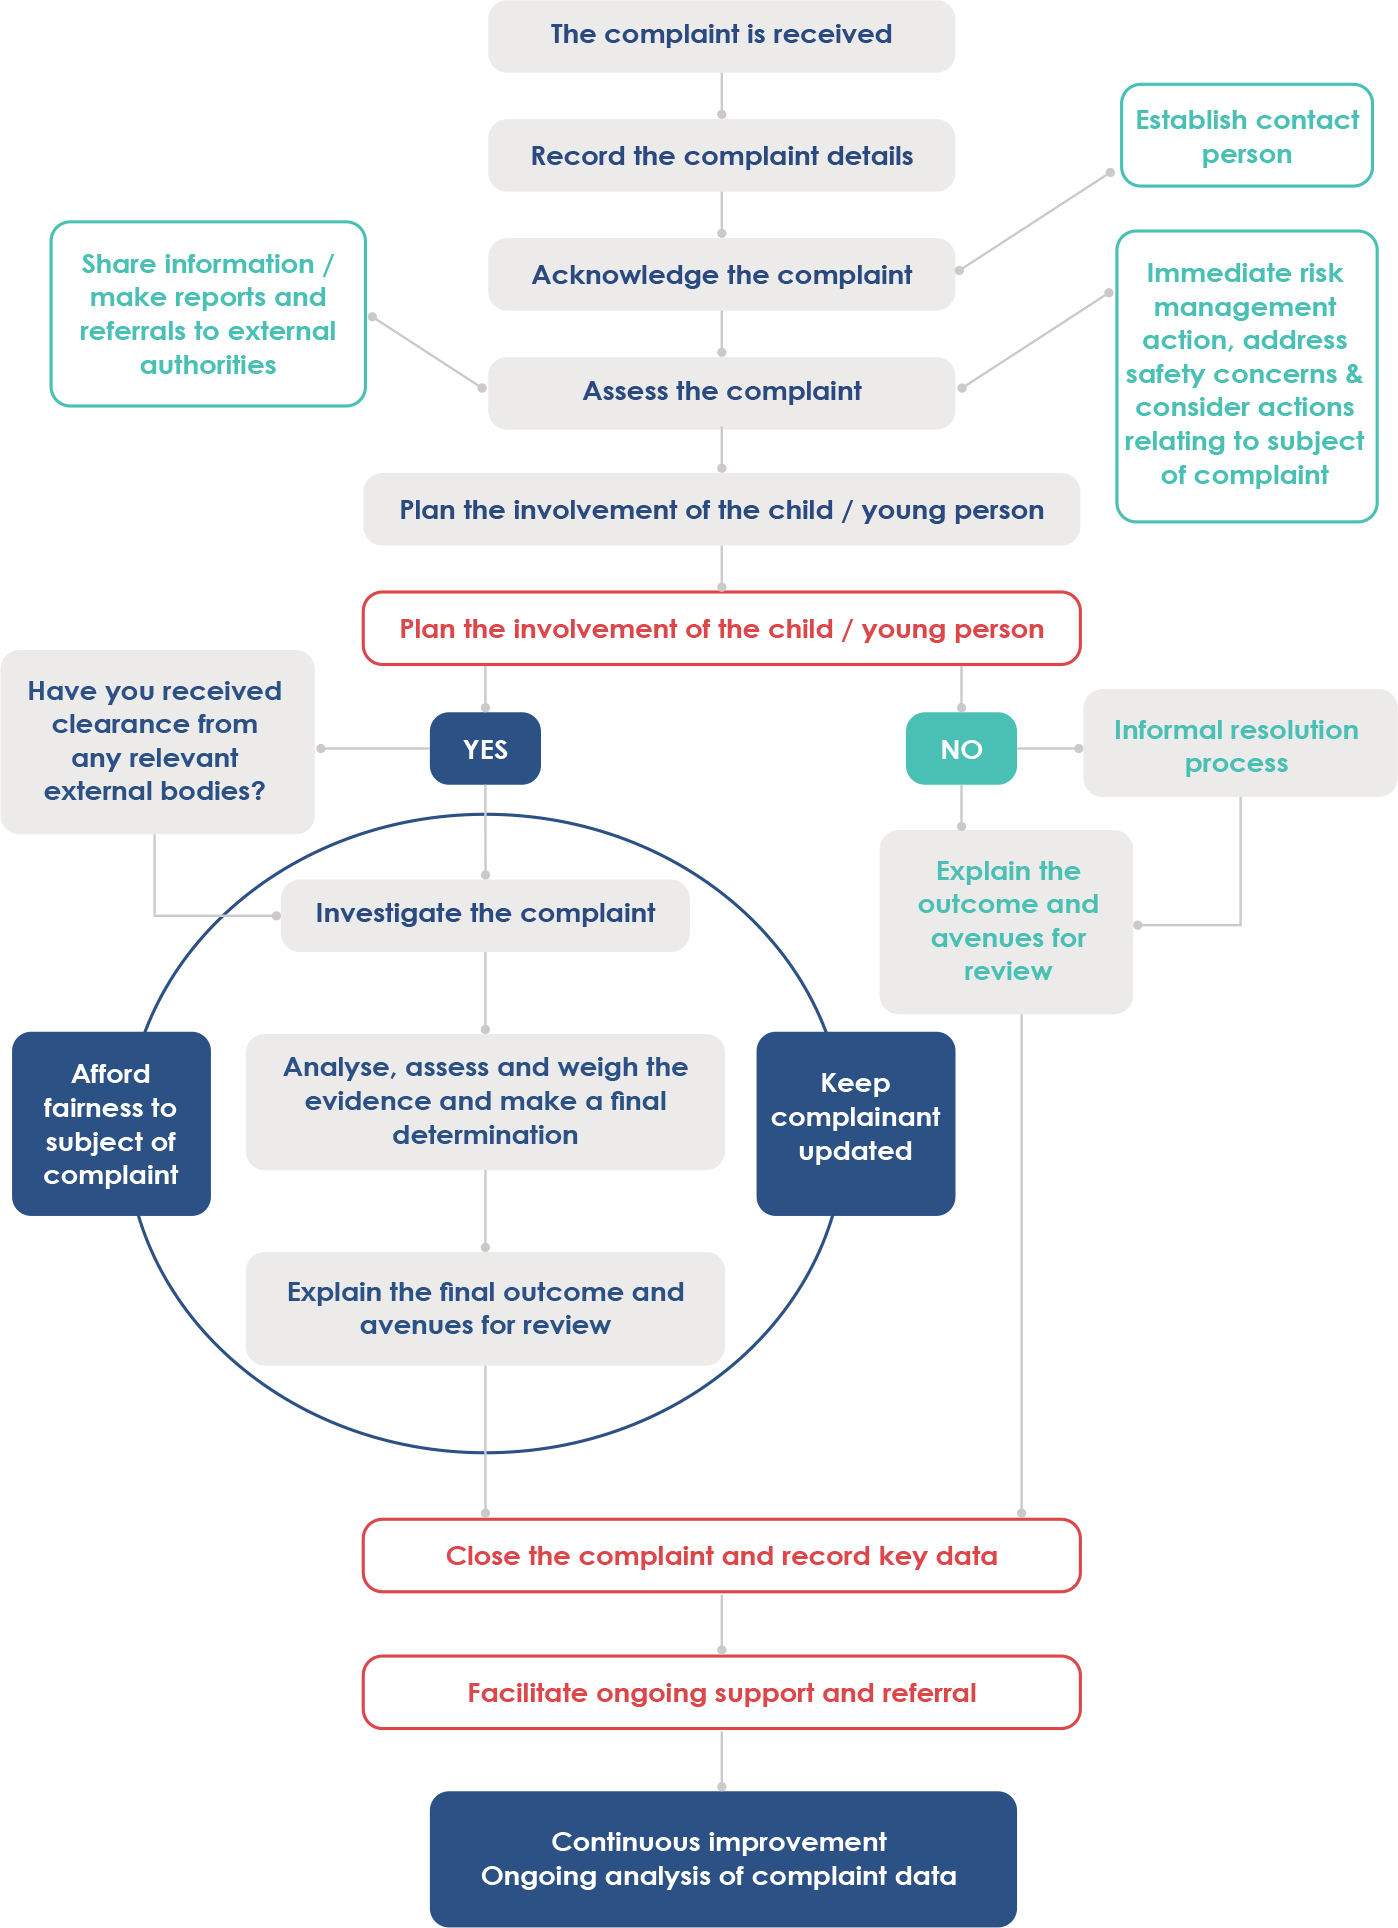 The complaint is received
Record the complaint details
Establish contact
person
Acknowledge the complaint
Share information /
make reports and
referrals to external
authorities
Immediate risk
management
action, address
safety concerns &
consider actions
relating to subject
of complaint
Assess the complaint
Plan the involvement of the child / young person
Plan the involvement of the child / young person
Have you received
clearance from
any relevant
external bodies?
YES
NO
Informal resolution
process
Explain the
outcome and
avenues for
review
Investigate the complaint
Afford
fairness to
subject of
complaint
Analyse, assess and weigh the
evidence and make a final
determination
Keep
complainant
updated
Explain the final outcome and
avenues for review
Close the complaint and record key data
Facilitate ongoing support and referral
Continuous improvement
Ongoing analysis of complaint data